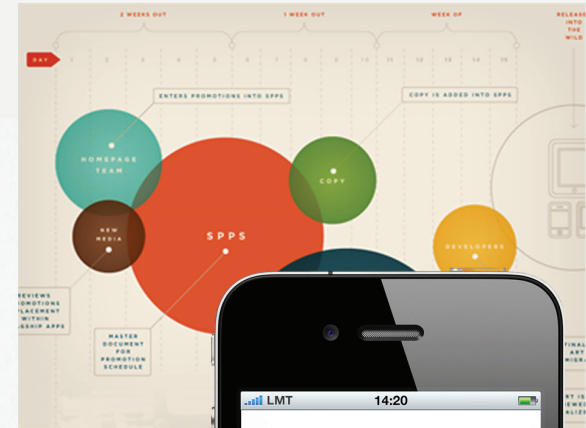 2 WEEKS OUT
1 WEEK OUT
WEEK OF
RELEASE
INTO
THE
WILD
DAY 1 2 3 4 5 6 7 8 9 10 11 12 13 14 15
ENTERS PROMOTIONS INTO SPPS
COPY IS ADDED INTO SPPS
HOMEPAGE
TEAM
COPY
NEW
MEDIA
SPPS
DEVELOPERS
REVIEWS
PROMOTIONS
PLACEMENT
WITHIN
MASTER
DOCUMENT
FOR
PROMOTION
SCHEDULE
FINAL
ART
LMT 14:20